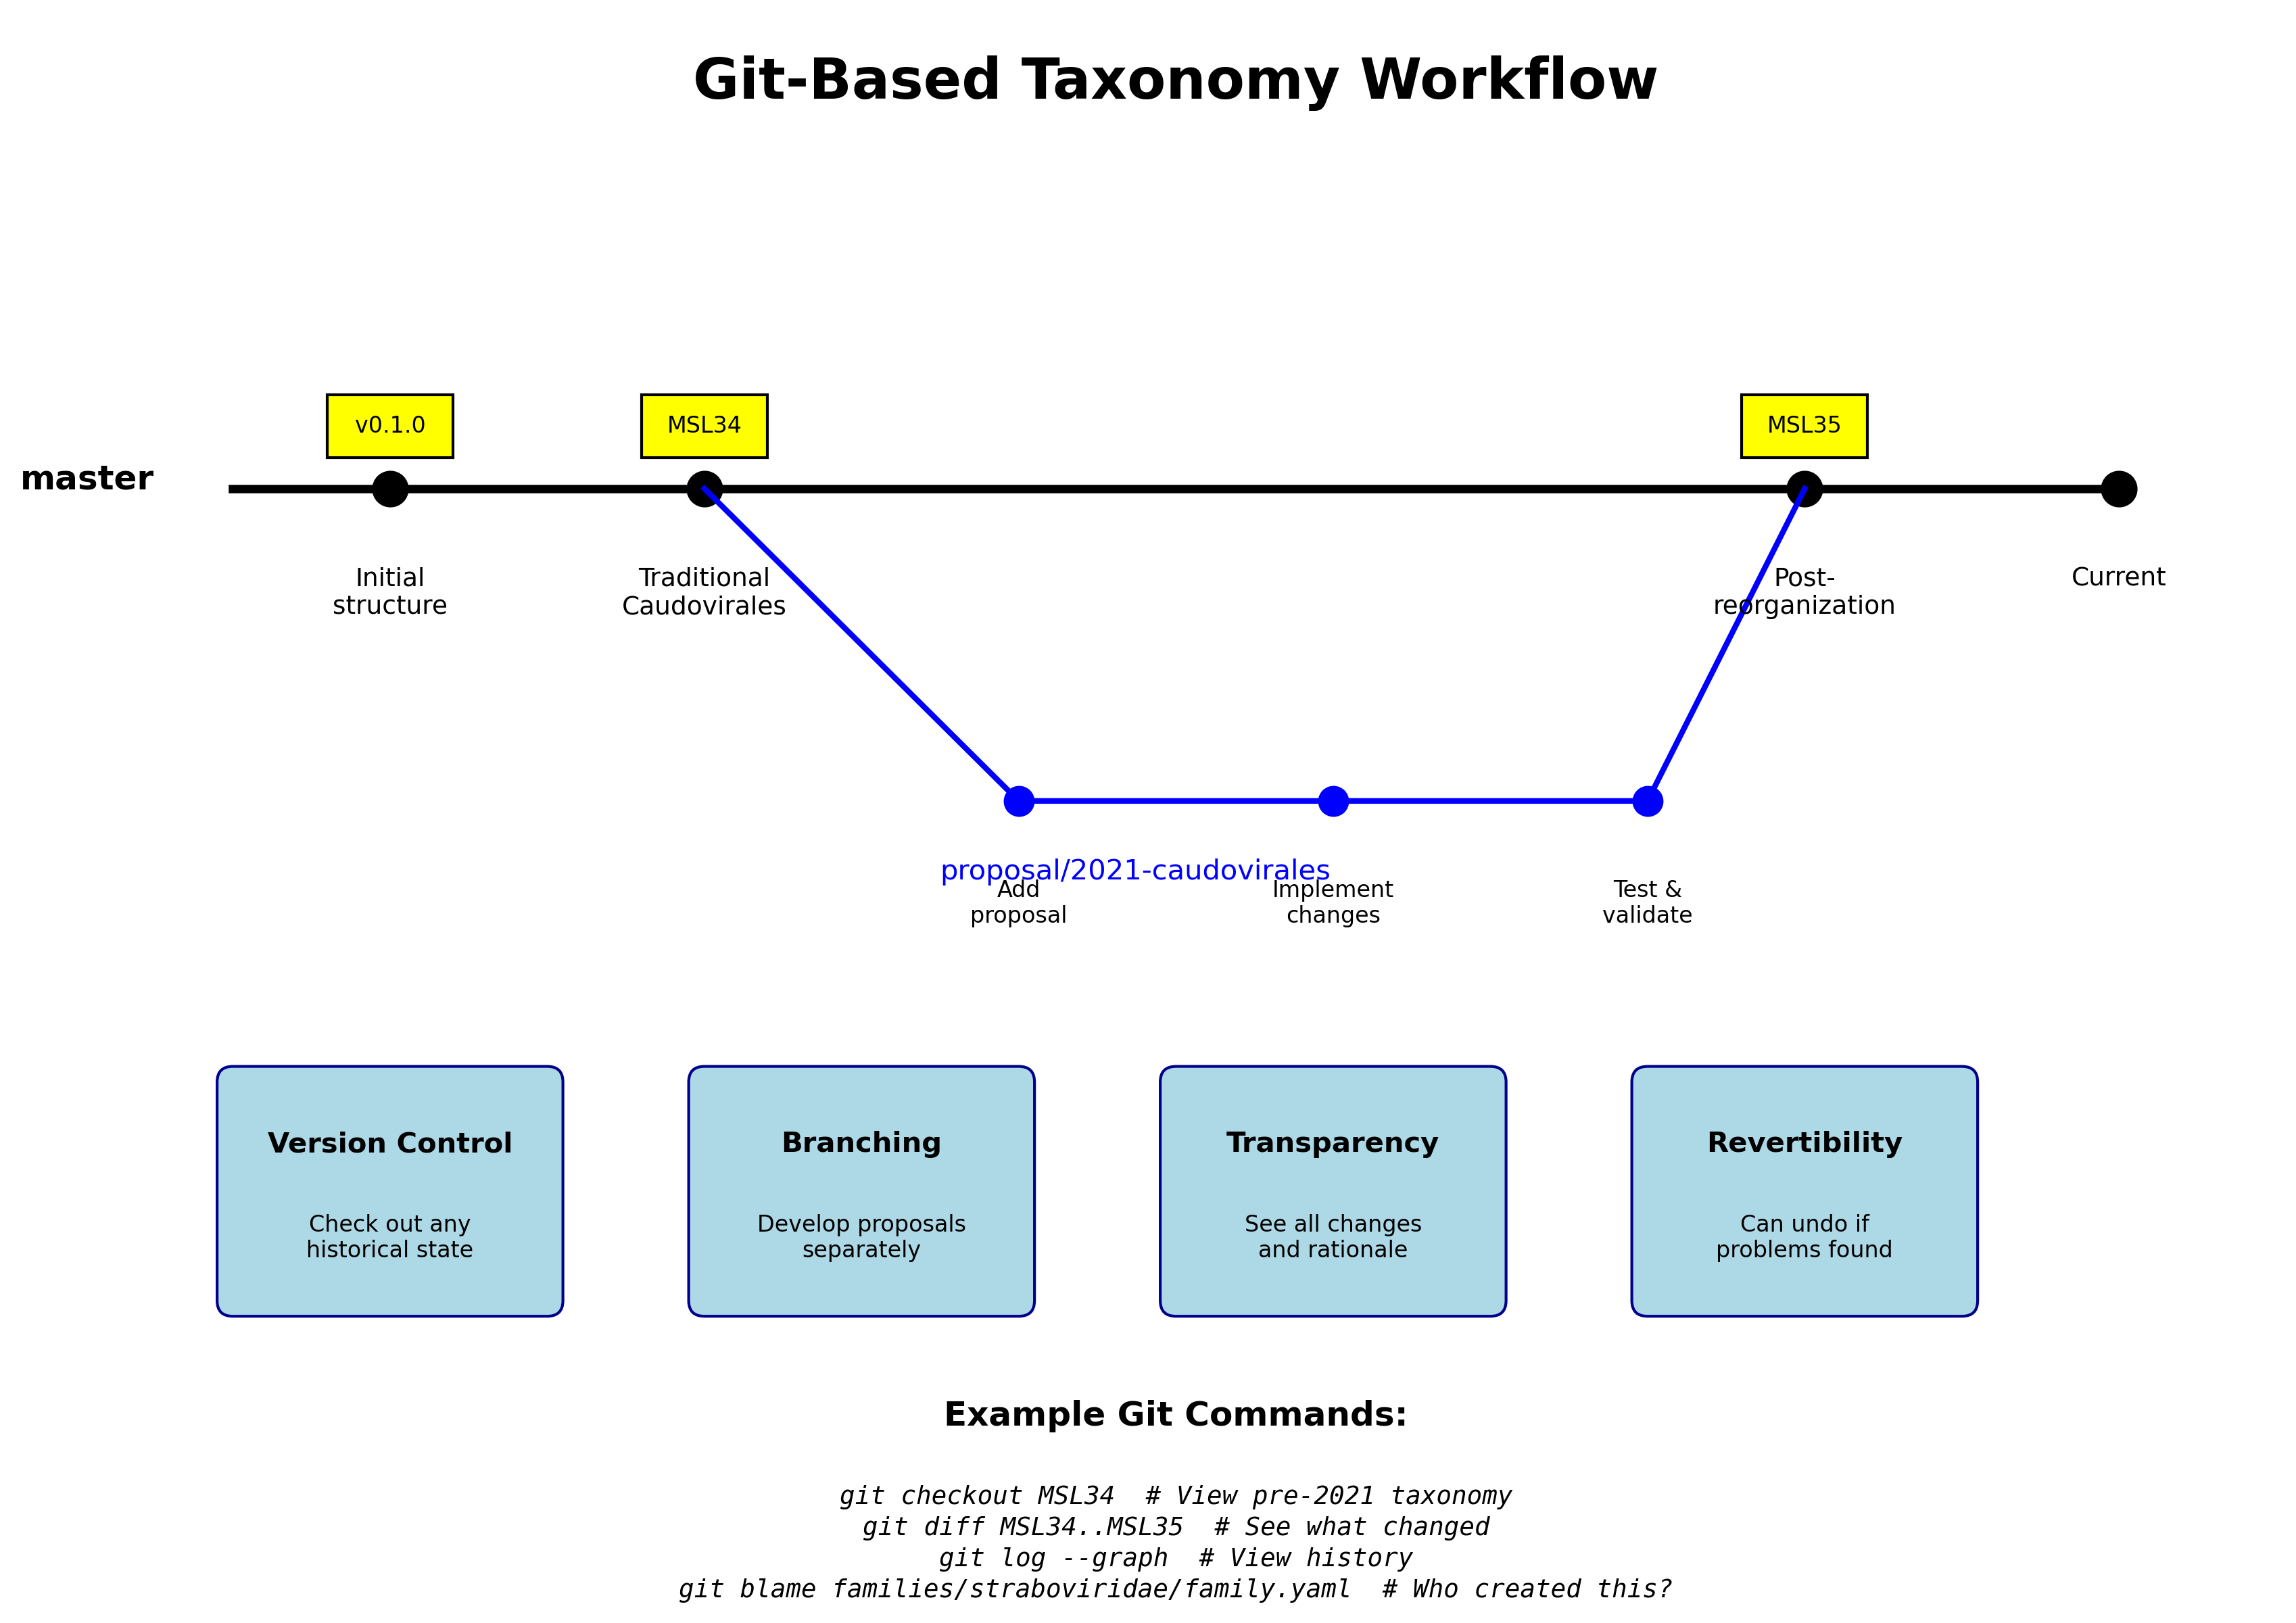 Git-Based Taxonomy Workflow
v0.1.0
MSL34
MSL35
master
Initial
structure
Traditional
Caudovirales
Post-
reorganization
Current
proposal/2021-caudovirales
Add
proposal
Implement
changes
Test &
validate
Version Control
Check out any
historical state
Branching
Develop proposals
separately
Transparency
See all changes
and rationale
Revertibility
Can undo if
problems found
Example Git Commands:
git checkout MSL34  # View pre-2021 taxonomy
git diff MSL34..MSL35  # See what changed
git log --graph  # View history
git blame families/straboviridae/family.yaml  # Who created this?